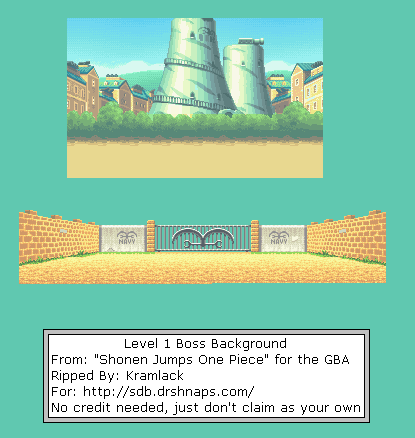 NAVY NAVY
Level 1 Boss Background
From: "Shonen Jumps One Piece" for the GBA
Ripped By: Kramlack
For: http://sdb.drshnaps.com/
No credit needed, just don't claim as your own